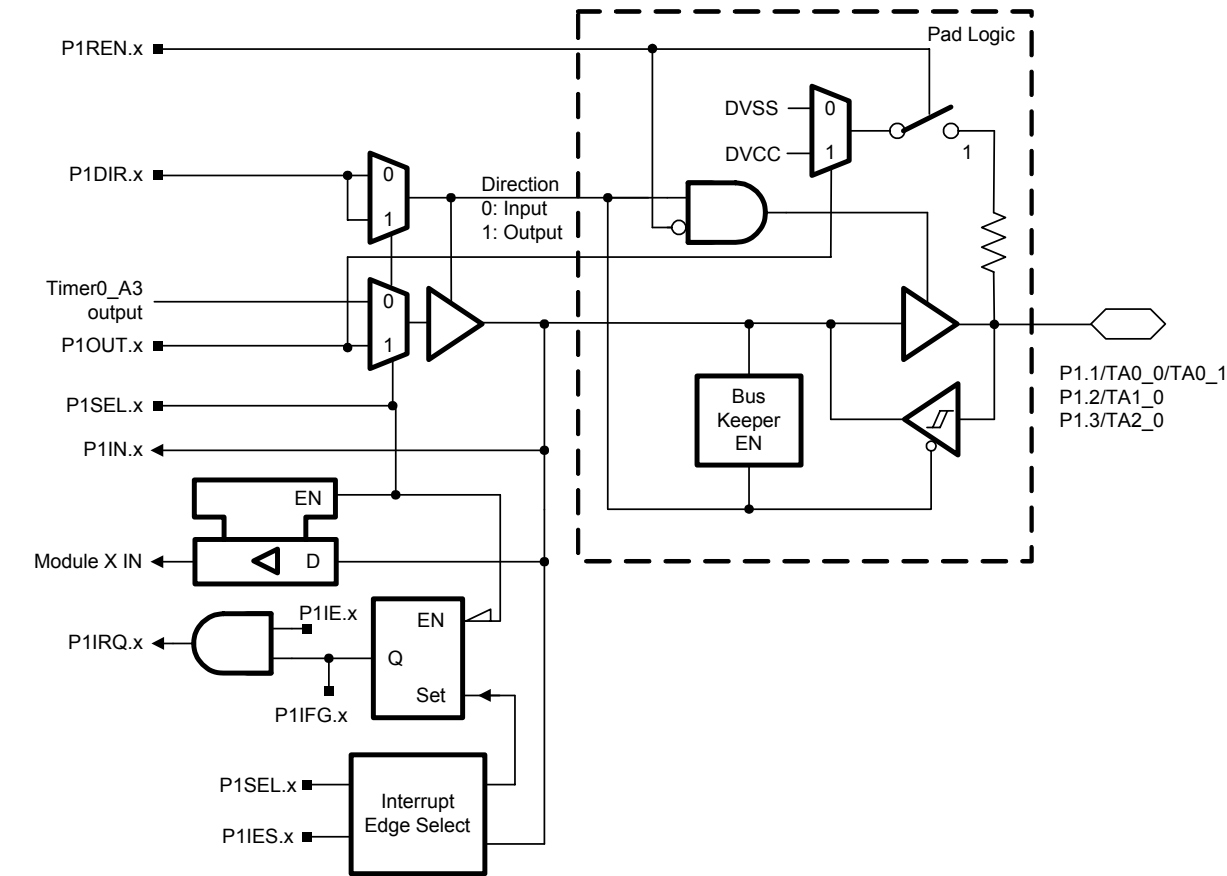 Pad Logic
P1REN.x
DVSS
0
DVCC
1
1
P1DIR.x
0
1
Direction
0: Input
1: Output
Timer0_A3
output
0
P1OUT.x
1
P1SEL.x
P1IN.x
Bus
Keeper
EN
P1.1/TA0_0/TA0_1
P1.2/TA1_0
P1.3/TA2_0
EN
Module X IN
D
P1IE.x
EN
P1IRQ.x
Q
Set
P1IFG.x
P1SEL.x
Interrupt
Edge Select
P1IES.x